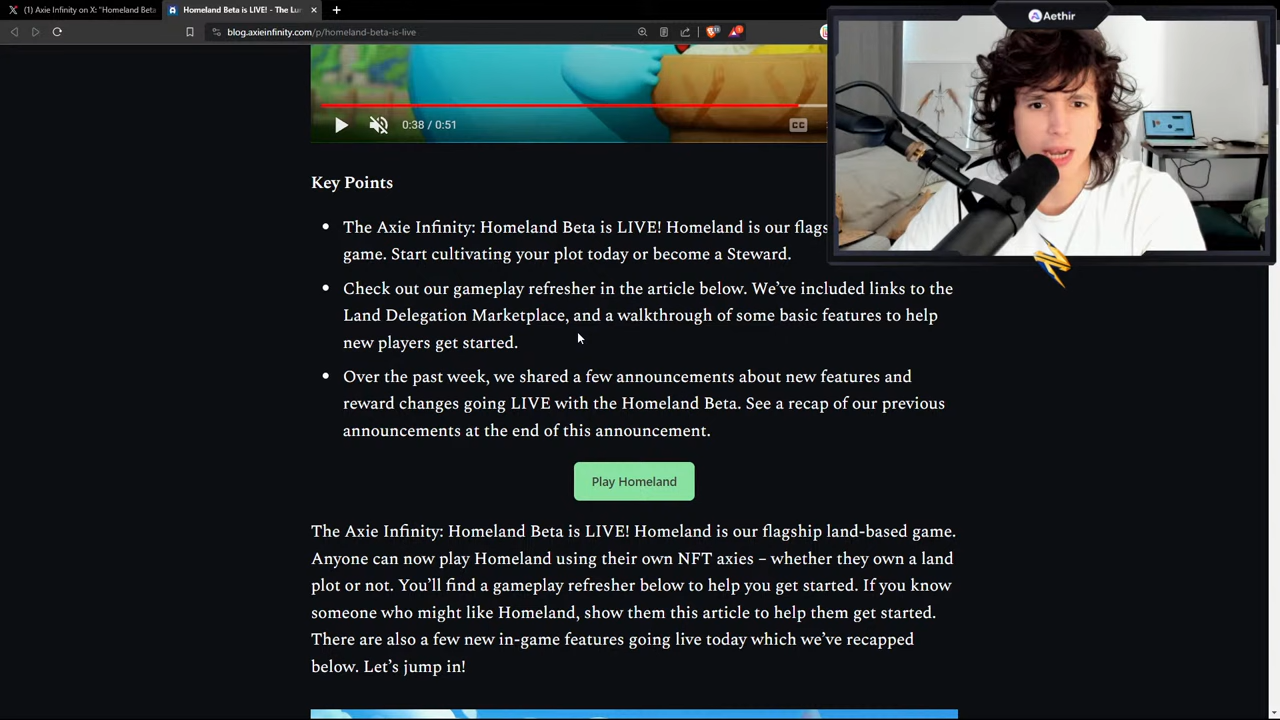 (1) Axie Infinity on X: "Homeland Beta
Homeland Beta is LIVE! - The Lu
blog.axieinfinity.com/p/homeland-beta-is-live
Aethir
0:38 / 0:51
CC
Key Points
The Axie Infinity: Homeland Beta is LIVE! Homeland is our flags
game. Start cultivating your plot today or become a Steward.
Check out our gameplay refresher in the article below. We've included links to the
Land Delegation Marketplace, and a walkthrough of some basic features to help
new players get started.
Over the past week, we shared a few announcements about new features and
reward changes going LIVE with the Homeland Beta. See a recap of our previous
announcements at the end of this announcement.
Play Homeland
The Axie Infinity: Homeland Beta is LIVE! Homeland is our flagship land-based game.
Anyone can now play Homeland using their own NFT axies – whether they own a land
plot or not. You'll find a gameplay refresher below to help you get started. If you know
someone who might like Homeland, show them this article to help them get started.
There are also a few new in-game features going live today which we've recapped
below. Let's jump in!